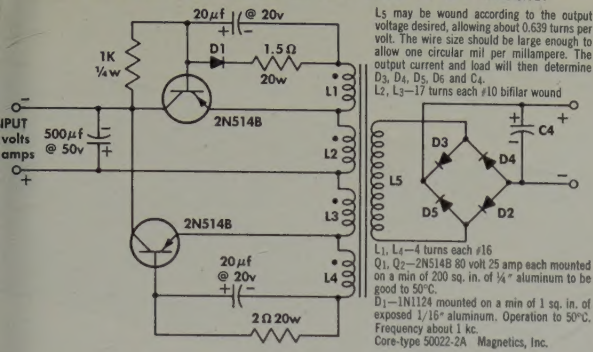 20μf @ 20v
+ −
D1
1.5Ω
20w
1K
¼w
L1
2N514B
−
+
volts
amps
500μf
@ 50v
−
+
L2
L3
2N514B
20μf
@ 20v
+ −
L4
2Ω 20w
L5 may be wound according to the output
voltage desired, allowing about 0.639 turns per
volt. The wire size should be large enough to
allow one circular mil per millampere. The
output current and load will then determine
D3, D4, D5, D6 and C4.
L2, L3—17 turns each #10 bifilar wound
+
+
−
C4
D3
D4
L5
D5
D2
−
L1, L4—4 turns each #16
Q1, Q2—2N514B 80 volt 25 amp each mounted
on a min of 200 sq. in. of ¼" aluminum to be
good to 50°C.
D1—1N1124 mounted on a min of 1 sq. in. of
exposed 1/16" aluminum. Operation to 50°C.
Frequency about 1 kc.
Core-type 50022-2A Magnetics, Inc.